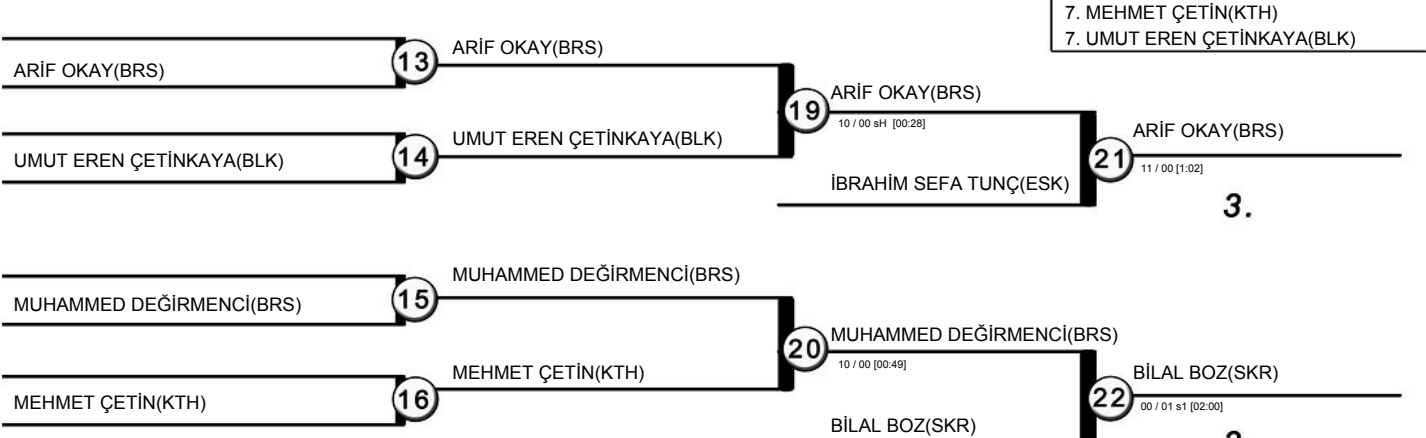 7. MEHMET ÇETİN(KTH)
7. UMUT EREN ÇETİNKAYA(BLK)
ARİF OKAY(BRS)
13
ARİF OKAY(BRS)
UMUT EREN ÇETİNKAYA(BLK)
14
UMUT EREN ÇETİNKAYA(BLK)
19
ARİF OKAY(BRS)
10 / 00 sH [00:28]
İBRAHİM SEFA TUNÇ(ESK)
21
ARİF OKAY(BRS)
11 / 00 [1:02]
3.
MUHAMMED DEĞİRMENCİ(BRS)
15
MUHAMMED DEĞİRMENCİ(BRS)
MEHMET ÇETİN(KTH)
16
MEHMET ÇETİN(KTH)
20
MUHAMMED DEĞİRMENCİ(BRS)
10 / 00 [00:49]
BİLAL BOZ(SKR)
22
BİLAL BOZ(SKR)
00 / 01 s1 [02:00]